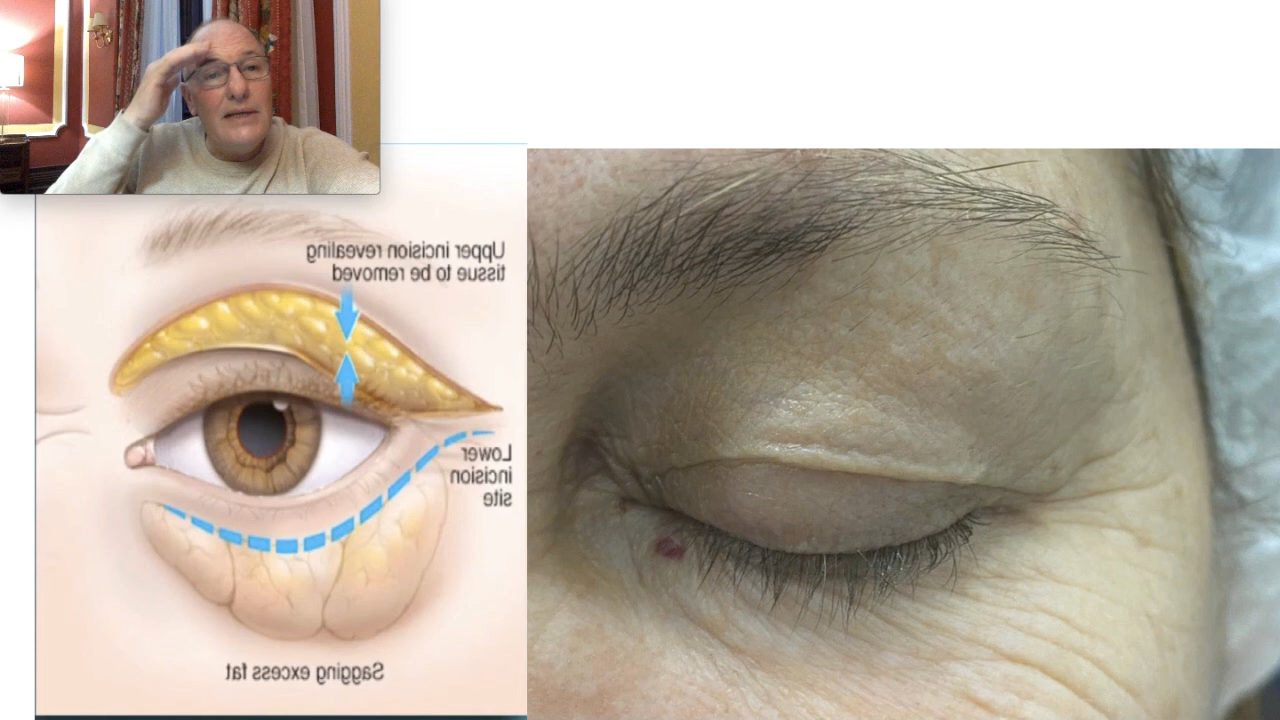 Upper incision revealing
tissue to be removed
Lower
incision
site
Sagging excess fat